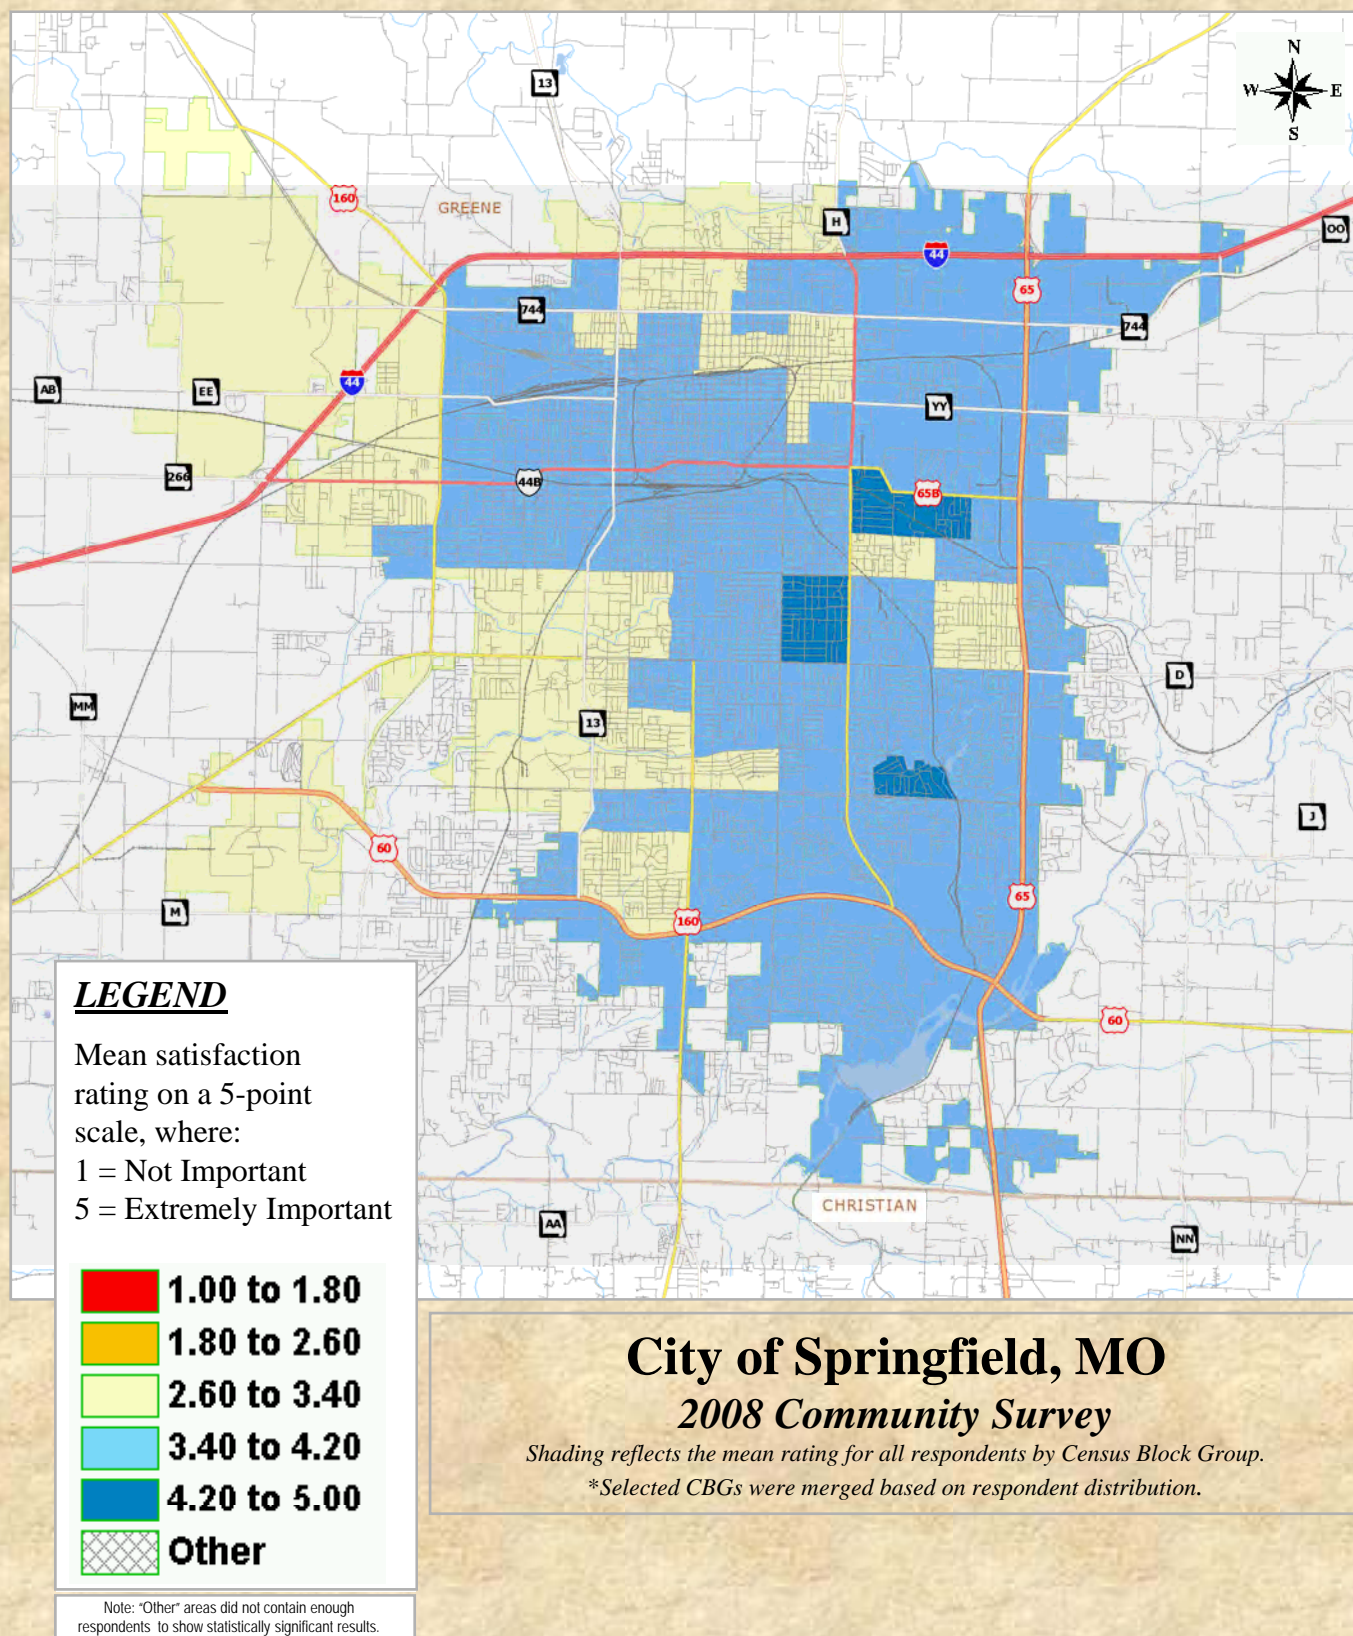 N
W E
S
13
160
GREENE
H
OO
44
65
744
744
44
AB
EE
YY
266
44B
65B
D
MM
13
J
60
65
M
160
60
CHRISTIAN
AA
NN
LEGEND
Mean satisfaction
rating on a 5-point
scale, where:
1 = Not Important
5 = Extremely Important
1.00 to 1.80
1.80 to 2.60
2.60 to 3.40
3.40 to 4.20
4.20 to 5.00
Other
Note: “Other” areas did not contain enough
respondents to show statistically significant results.
City of Springfield, MO
2008 Community Survey
Shading reflects the mean rating for all respondents by Census Block Group.
*Selected CBGs were merged based on respondent distribution.